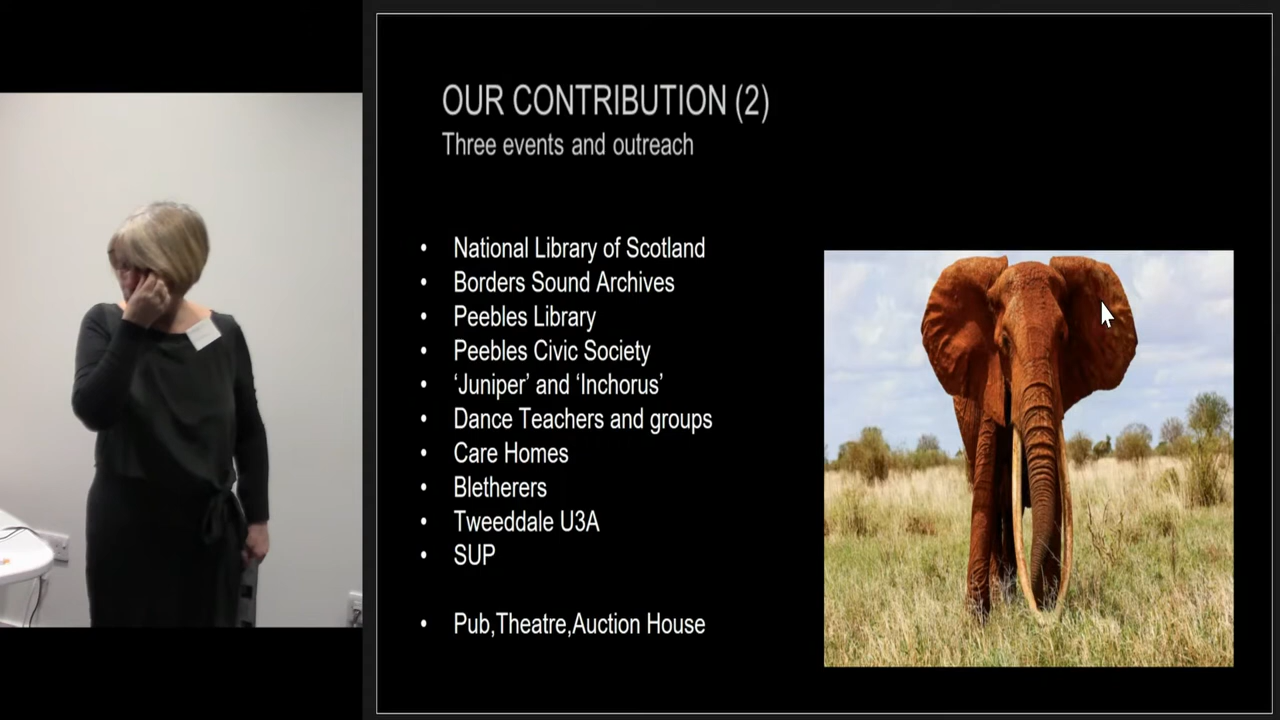 OUR CONTRIBUTION (2)
Three events and outreach
• National Library of Scotland
• Borders Sound Archives
• Peebles Library
• Peebles Civic Society
• ‘Juniper’ and ‘Inchorus’
• Dance Teachers and groups
• Care Homes
• Bletherers
• Tweeddale U3A
• SUP
• Pub,Theatre,Auction House